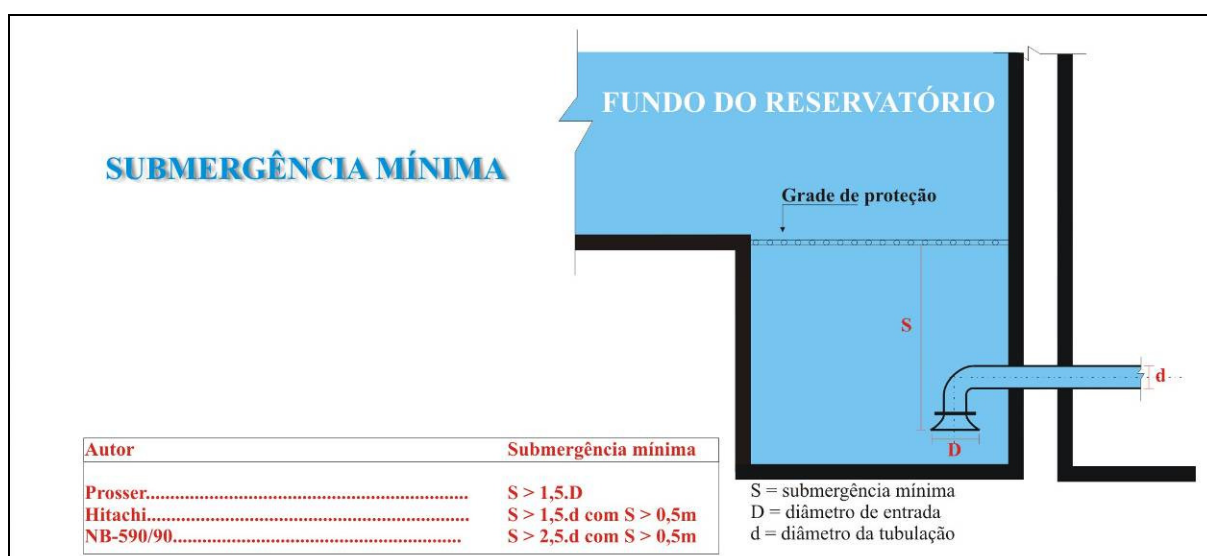 FUNDO DO RESERVATÓRIO
SUBMERGÊNCIA MÍNIMA
Grade de proteção
S
d
D
Autor Submergência mínima
Prosser................................................................... S > 1,5.D
Hitachi................................................................... S > 1,5.d com S > 0,5m
NB-590/90............................................................ S > 2,5.d com S > 0,5m
S = submergência mínima
D = diâmetro de entrada
d = diâmetro da tubulação